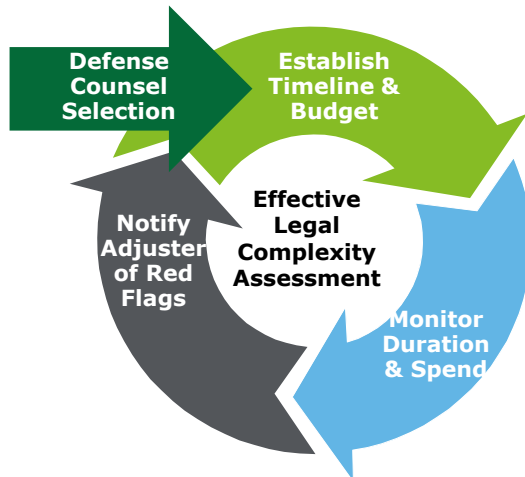 Defense
Counsel
Selection
Establish
Timeline &
Budget
Effective
Legal
Complexity
Assessment
Monitor
Duration
& Spend
Notify
Adjuster
of Red
Flags